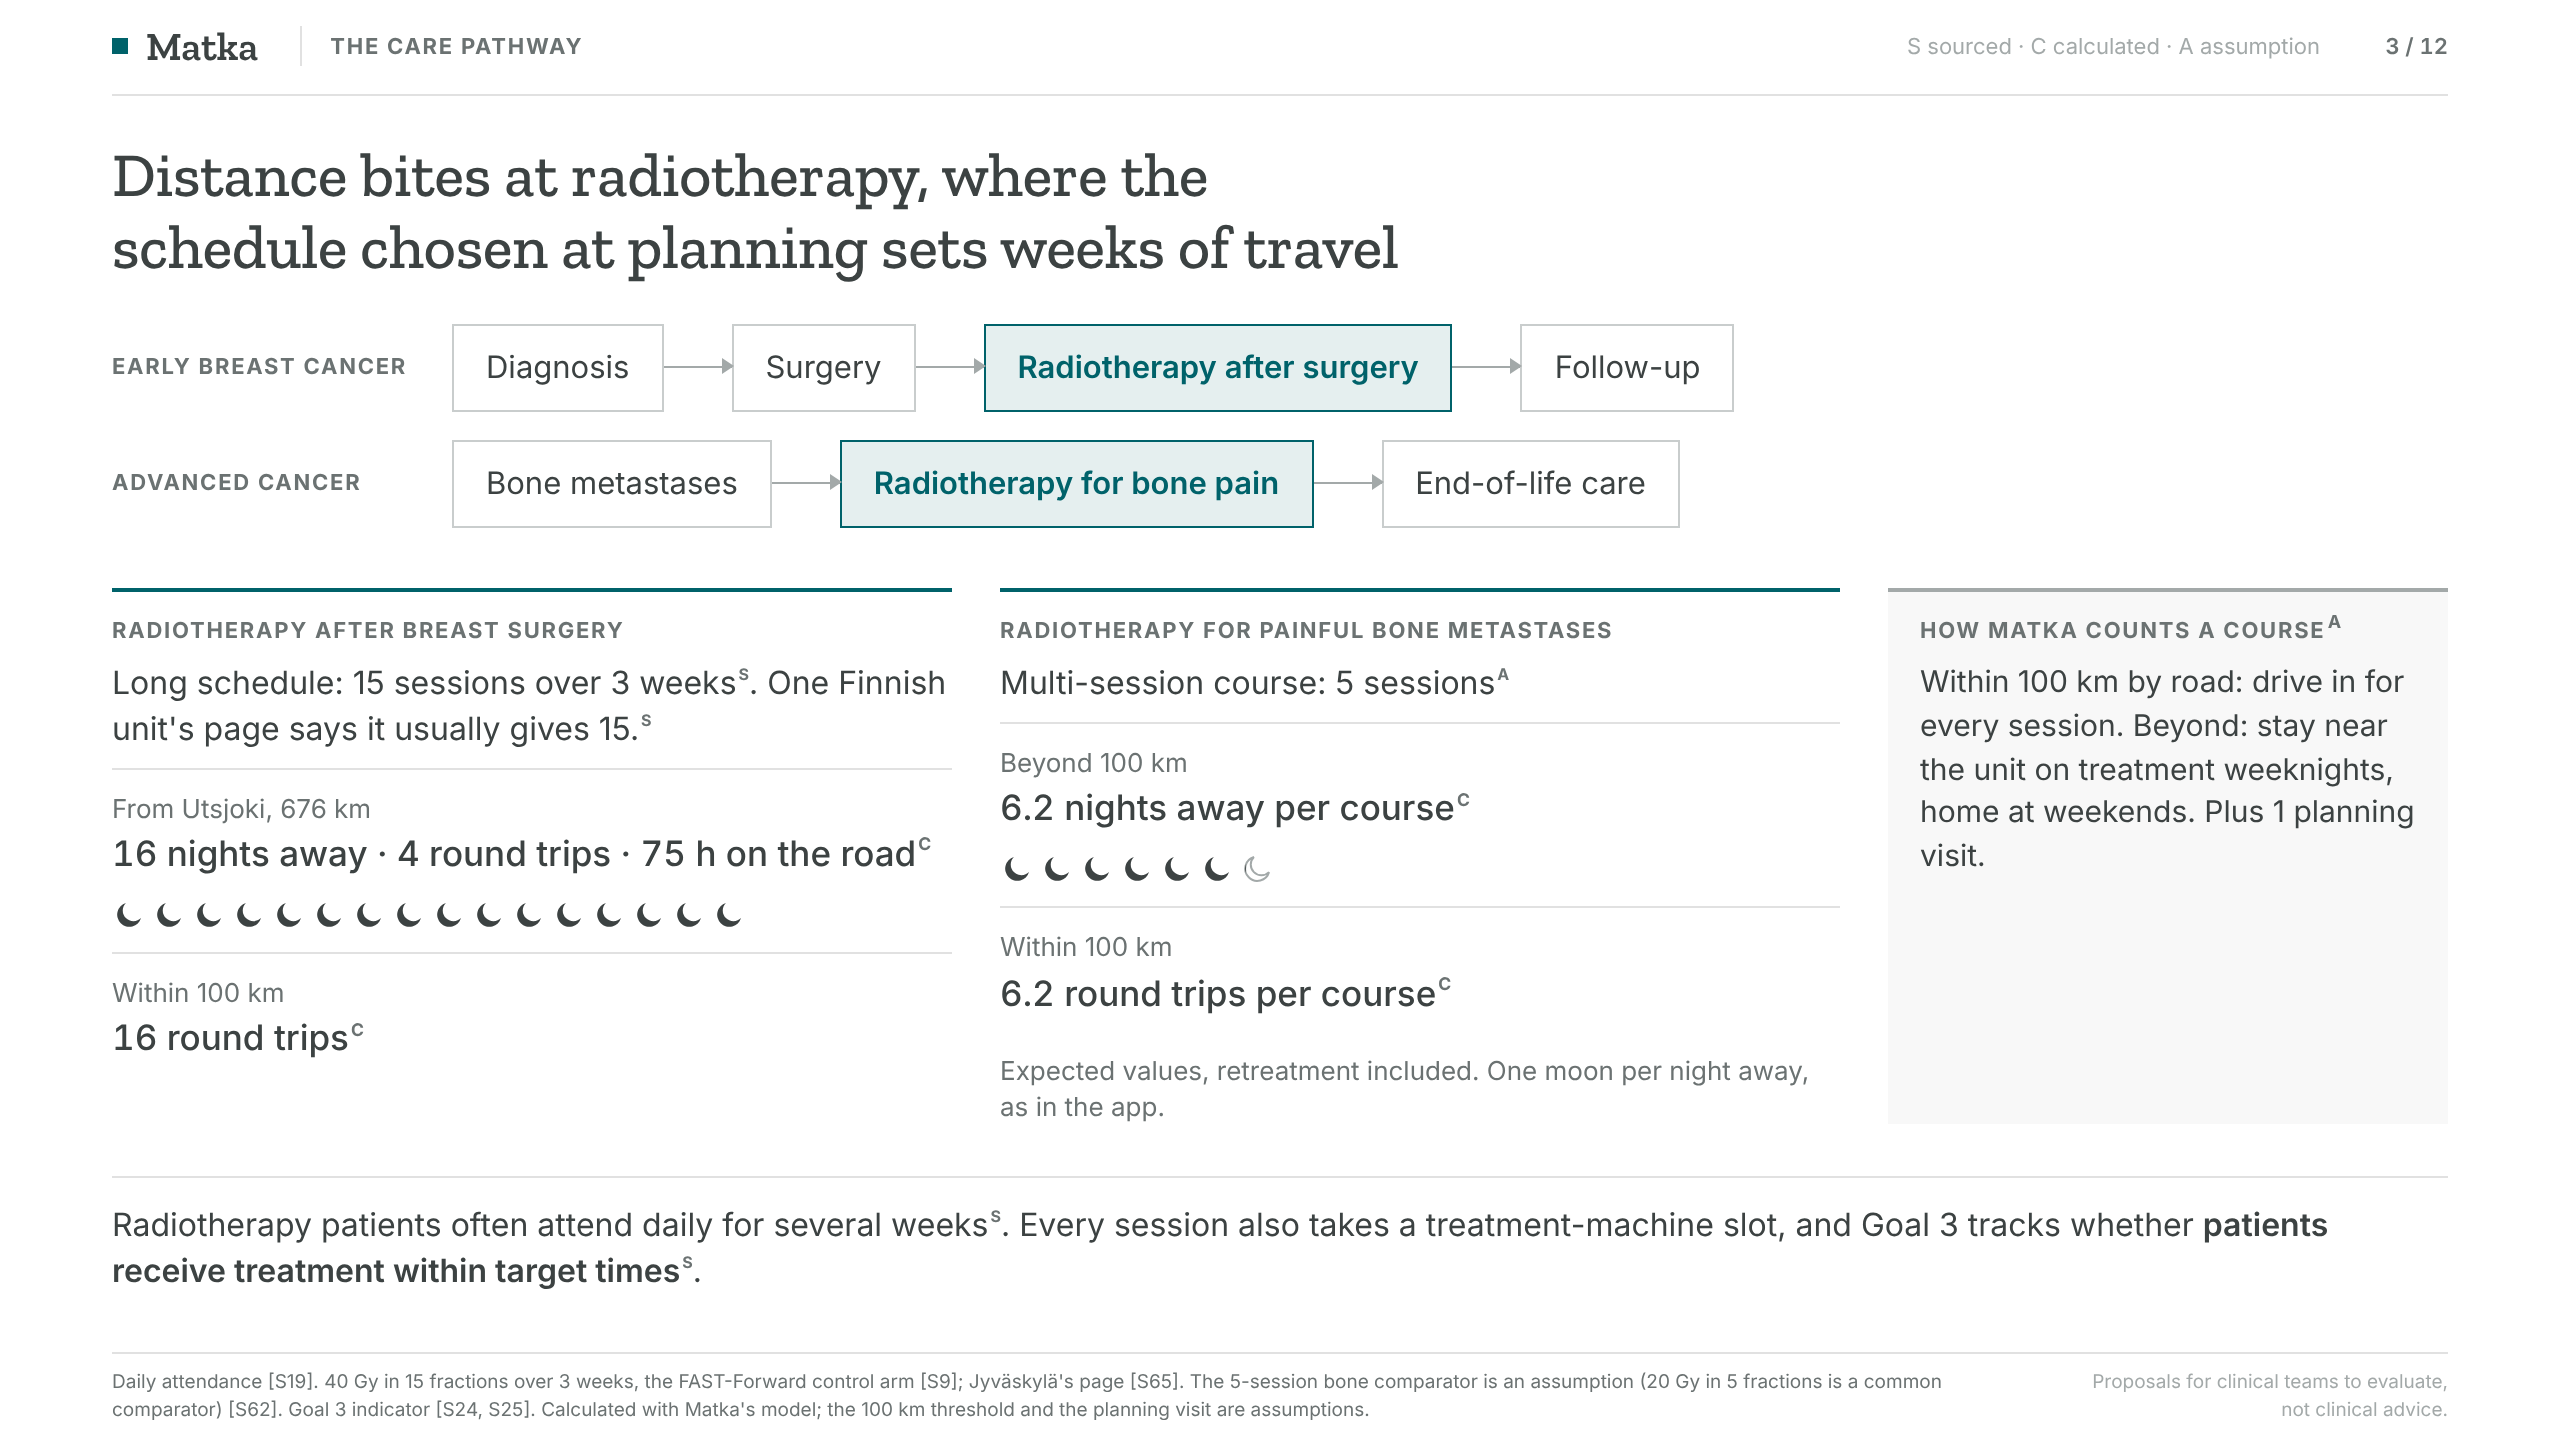 Matka
THE CARE PATHWAY
S sourced · C calculated · A assumption
3 / 12
Distance bites at radiotherapy, where the
schedule chosen at planning sets weeks of travel
EARLY BREAST CANCER
Diagnosis
Surgery
Radiotherapy after surgery
Follow-up
ADVANCED CANCER
Bone metastases
Radiotherapy for bone pain
End-of-life care
RADIOTHERAPY AFTER BREAST SURGERY
Long schedule: 15 sessions over 3 weeksS. One Finnish
unit's page says it usually gives 15.S
From Utsjoki, 676 km
16 nights away · 4 round trips · 75 h on the roadC
Within 100 km
16 round tripsC
RADIOTHERAPY FOR PAINFUL BONE METASTASES
Multi-session course: 5 sessionsA
Beyond 100 km
6.2 nights away per courseC
Within 100 km
6.2 round trips per courseC
Expected values, retreatment included. One moon per night away,
as in the app.
HOW MATKA COUNTS A COURSEA
Within 100 km by road: drive in for
every session. Beyond: stay near
the unit on treatment weeknights,
home at weekends. Plus 1 planning
visit.
Radiotherapy patients often attend daily for several weeksS. Every session also takes a treatment-machine slot, and Goal 3 tracks whether patients
receive treatment within target timesS.
Daily attendance [S19]. 40 Gy in 15 fractions over 3 weeks, the FAST-Forward control arm [S9]; Jyväskylä's page [S65]. The 5-session bone comparator is an assumption (20 Gy in 5 fractions is a common
comparator) [S62]. Goal 3 indicator [S24, S25]. Calculated with Matka's model; the 100 km threshold and the planning visit are assumptions.
Proposals for clinical teams to evaluate,
not clinical advice.